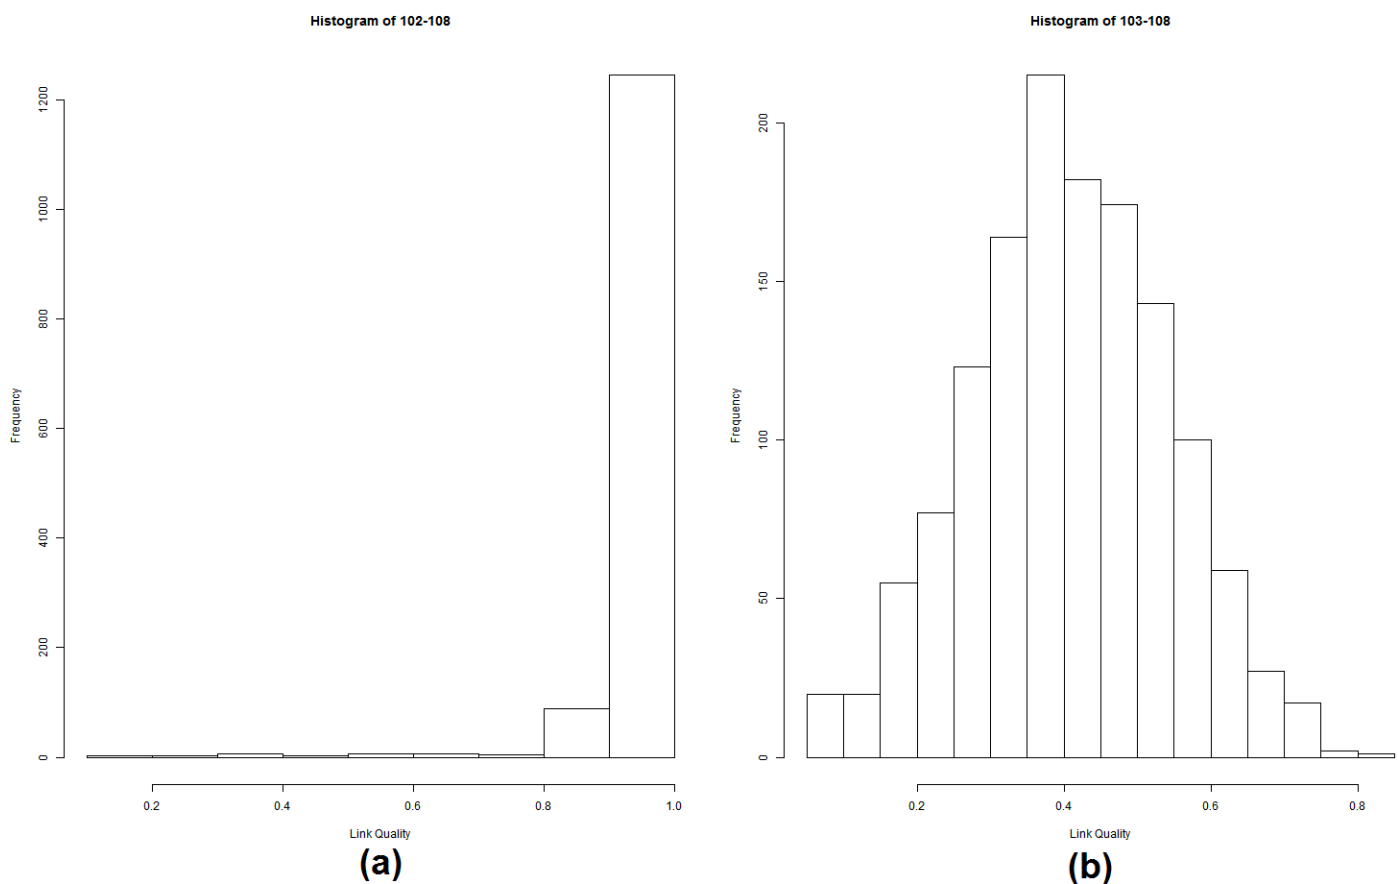 Histogram of 102-108
Frequency
0
200
400
600
800
1000
1200
0.2 0.4 0.6 0.8 1.0
Link Quality
(a)
Histogram of 103-108
Frequency
0
50
100
150
200
0.2 0.4 0.6 0.8
Link Quality
(b)